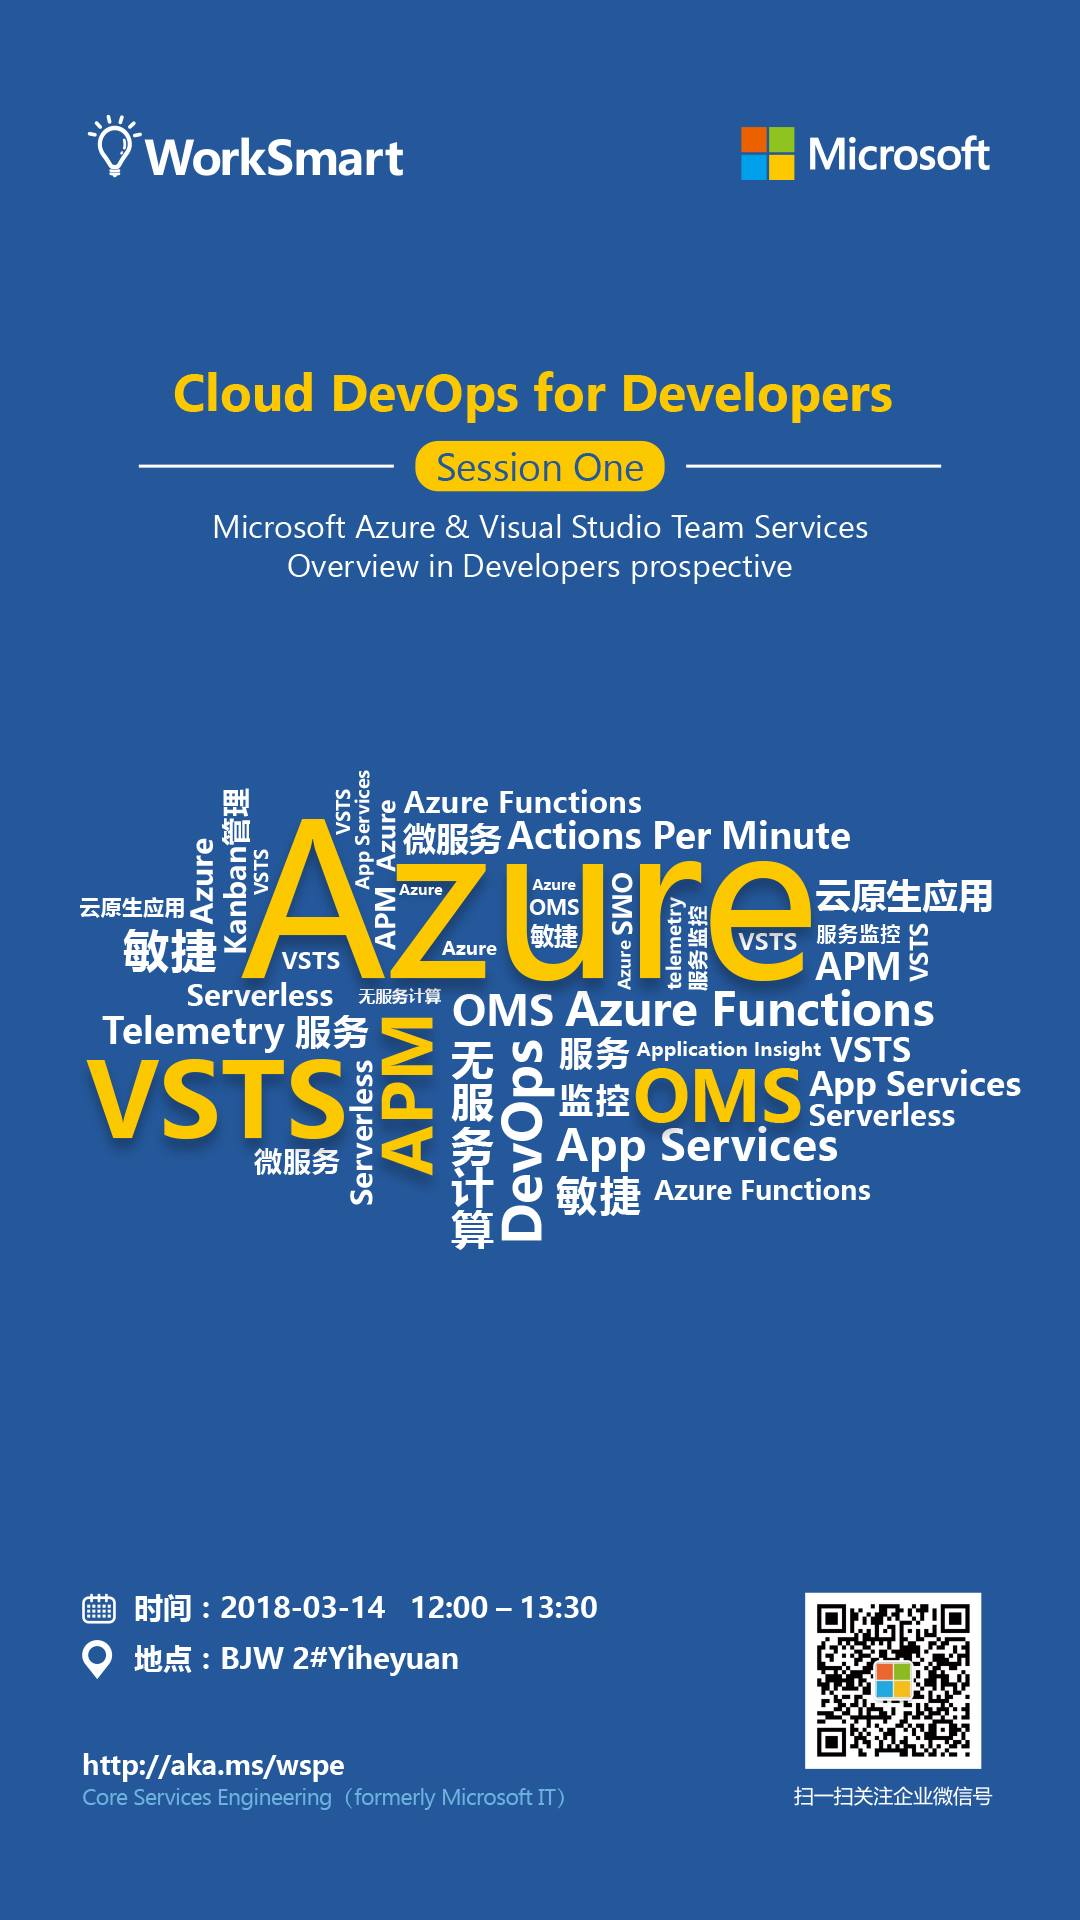 WorkSmart
Microsoft
Cloud DevOps for Developers
Session One
Microsoft Azure & Visual Studio Team Services
Overview in Developers prospective
VSTS
App Services
Azure
Azure Functions
Kanban管理
微服务
Actions Per Minute
Azure
VSTS
Azure
APM
Azure
Azure
OMS
敏捷
OMS
Azure
telemetry
服务监控
云原生应用
云原生应用
敏捷
VSTS
Azure
VSTS
服务监控
VSTS
APM
Serverless
无服务计算
OMS
Azure Functions
Telemetry
服务
APM
无服务计算
DevOps
服务
Application Insight
VSTS
VSTS
Serverless
监控
OMS
App Services
Serverless
App Services
微服务
敏捷
Azure Functions
时间：2018-03-14 12:00 – 13:30
地点：BJW 2#Yiheyuan
http://aka.ms/wspe
Core Services Engineering（formerly Microsoft IT）
扫一扫关注企业微信号